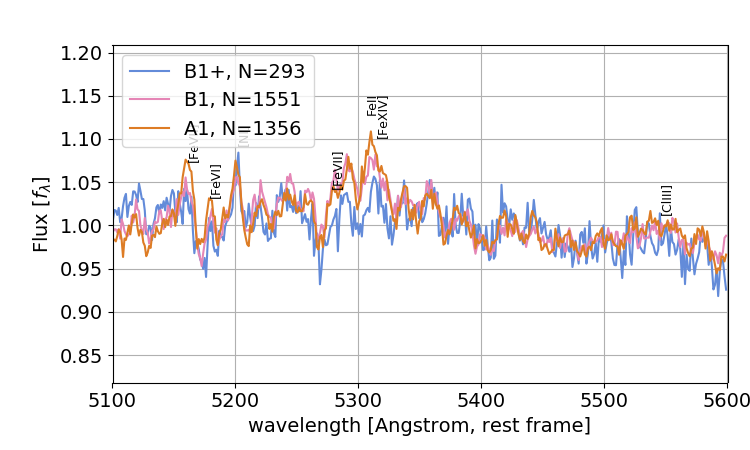 1.20
1.15
1.10
1.05
1.00
0.95
0.90
0.85
Flux [fλ]
B1+, N=293
B1, N=1551
A1, N=1356
[FeVI]
[FeVII]
FeII
[FeXIV]
[ClIII]
5100 5200 5300 5400 5500 5600
wavelength [Angstrom, rest frame]